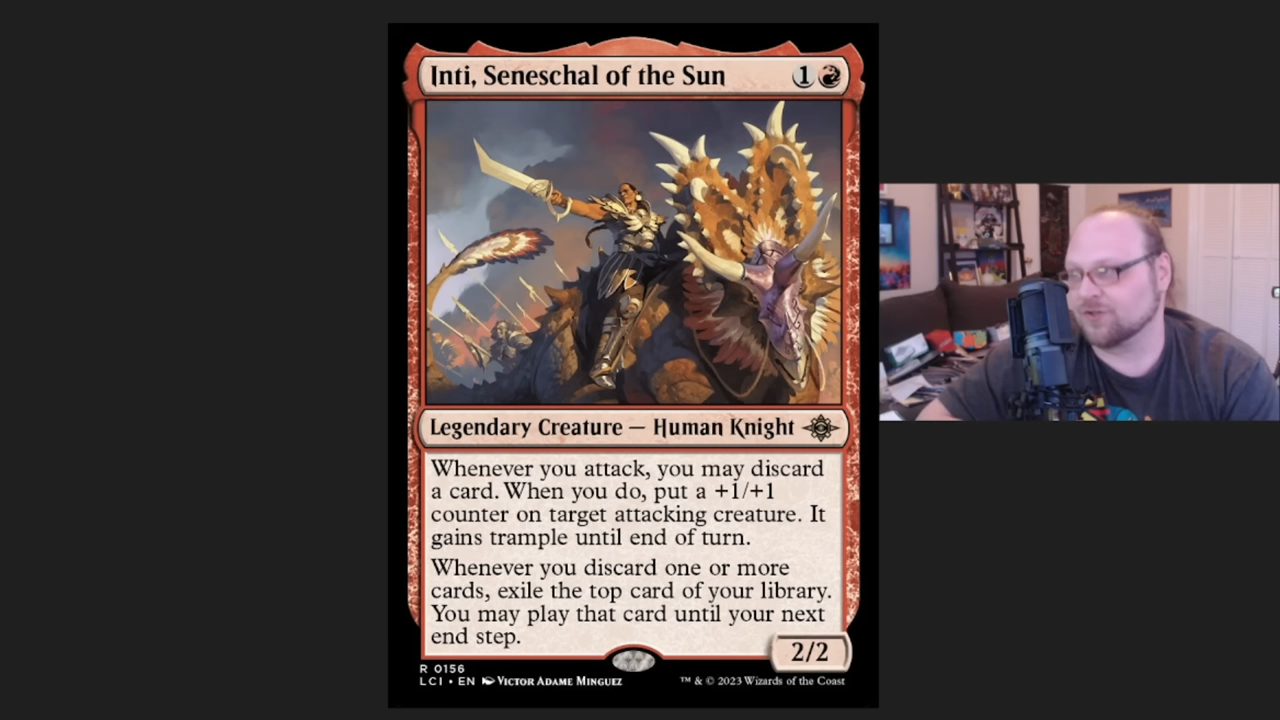 Inti, Seneschal of the Sun 1
Legendary Creature — Human Knight
Whenever you attack, you may discard
a card. When you do, put a +1/+1
counter on target attacking creature. It
gains trample until end of turn.
Whenever you discard one or more
cards, exile the top card of your library.
You may play that card until your next
end step.
2/2
R 0156
LCI • EN VICTOR ADAME MINGUEZ
™ & © 2023 Wizards of the Coast